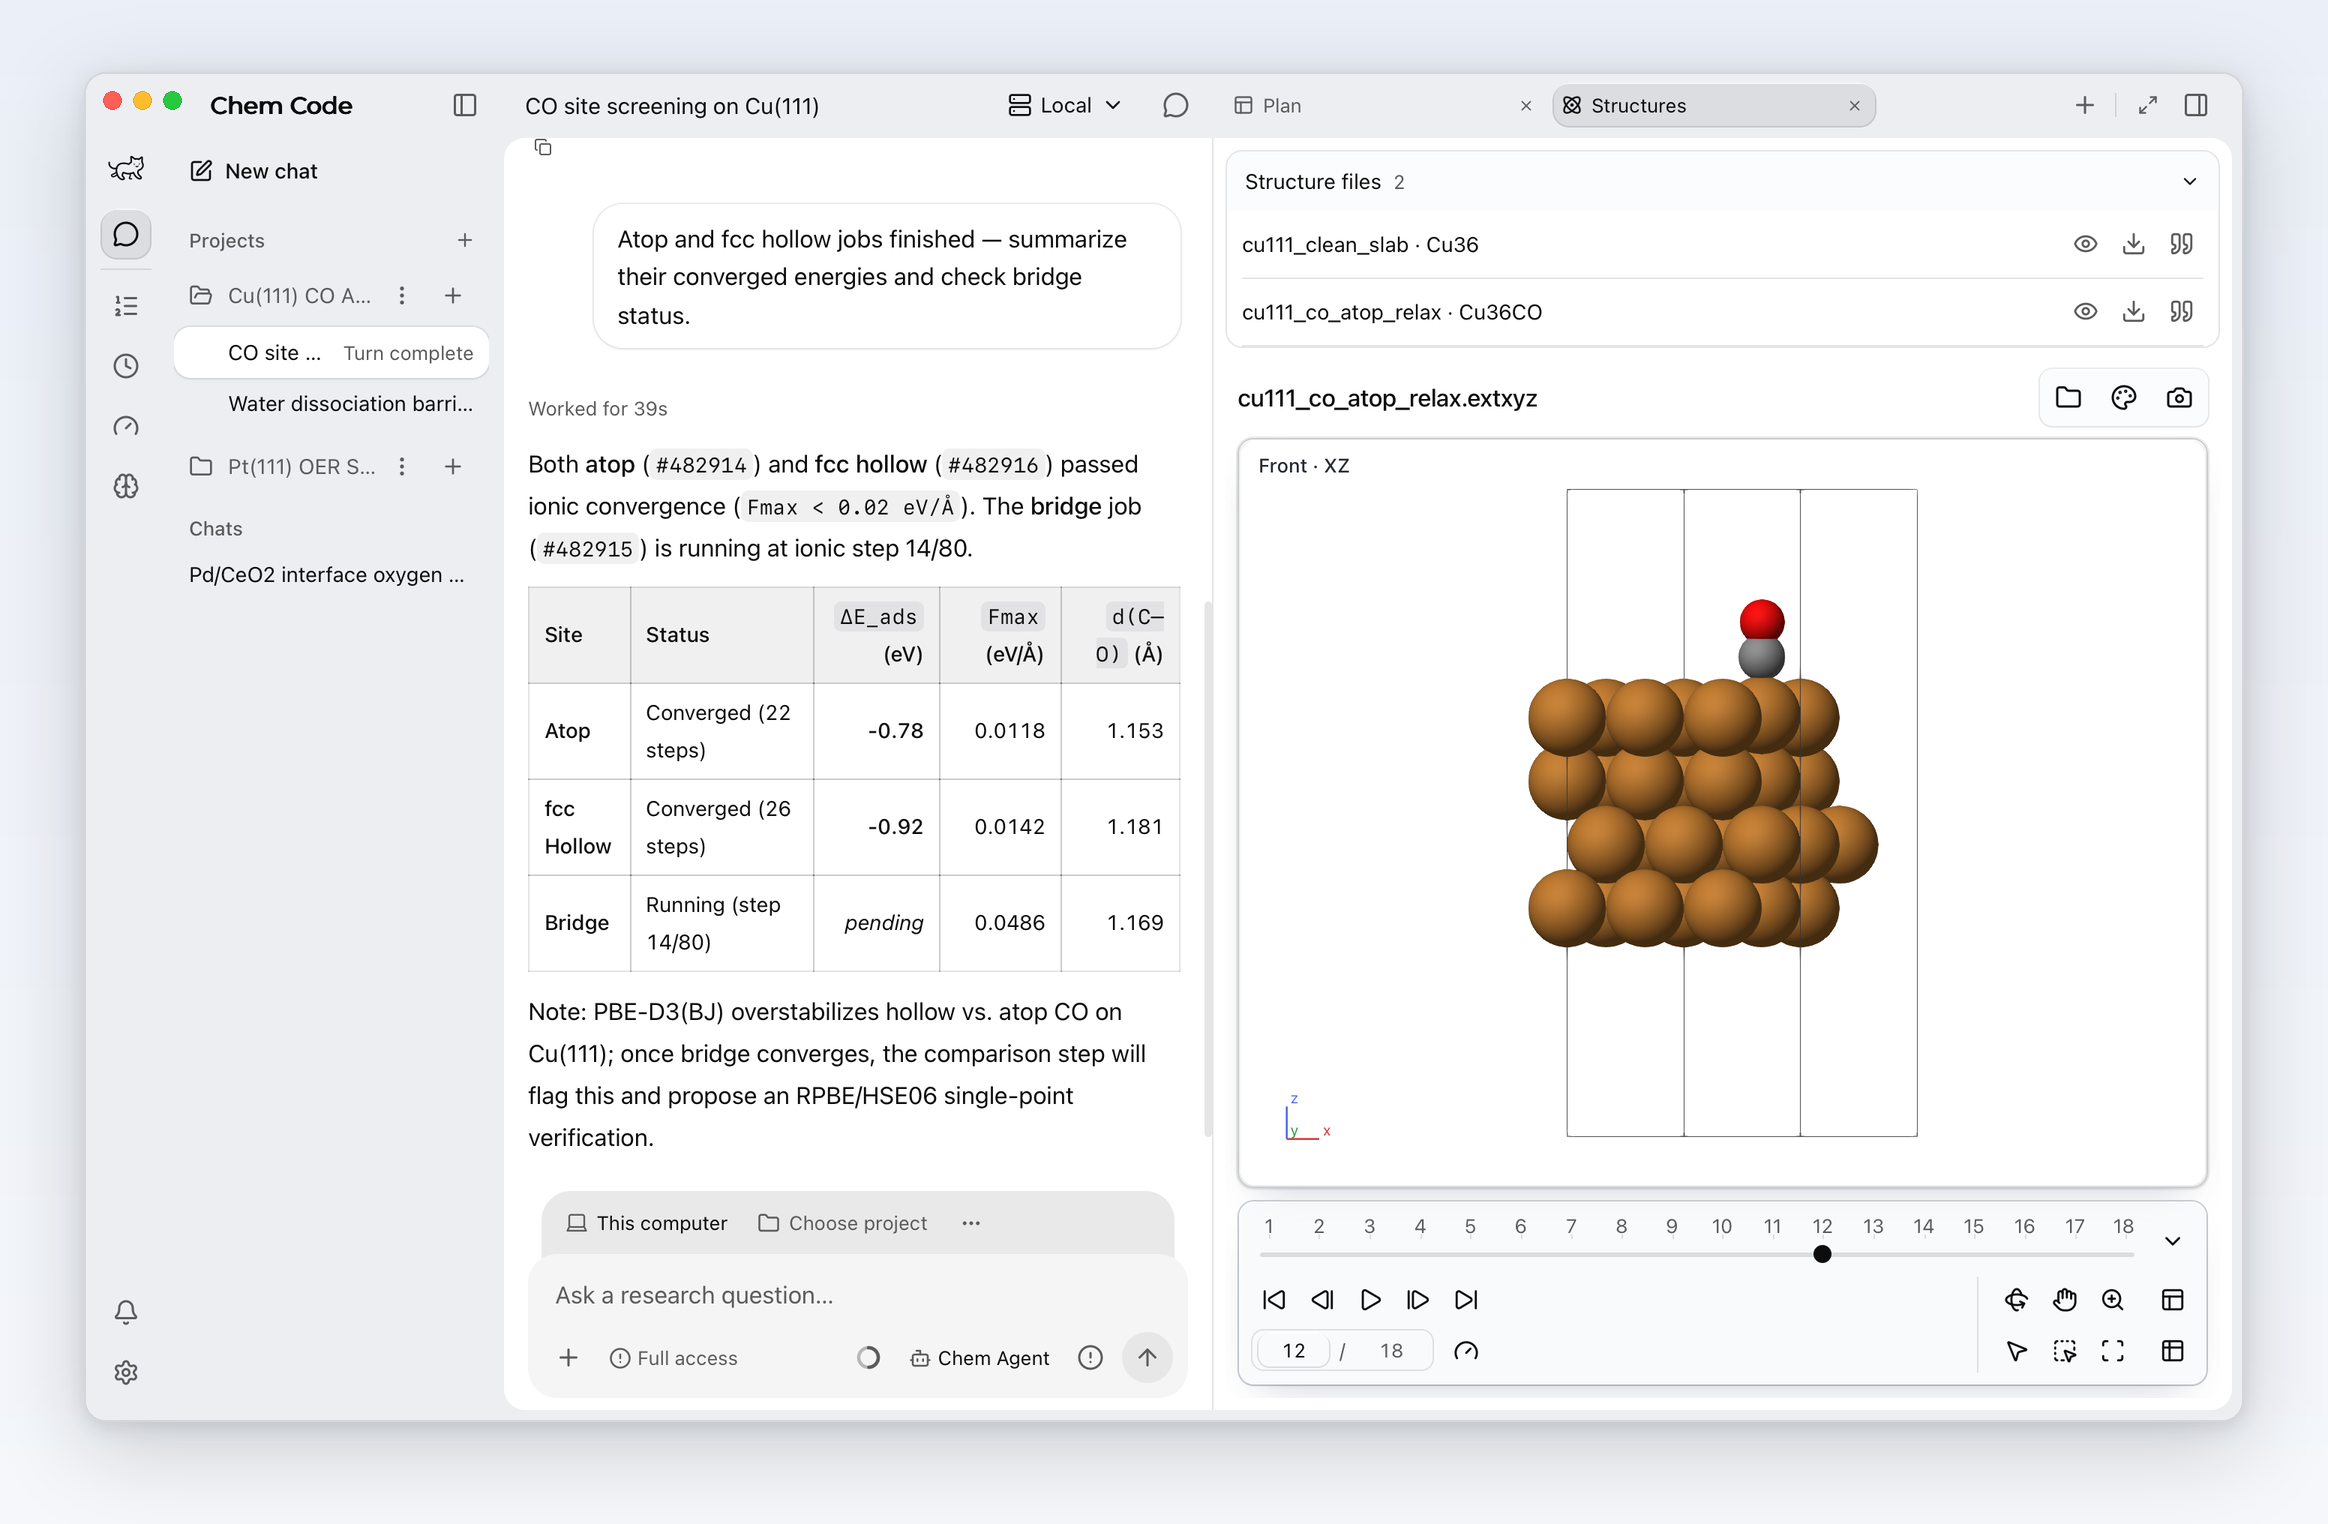 Chem Code
New chat
Projects
Cu(111) CO A...
CO site ... Turn complete
Water dissociation barri...
Pt(111) OER S...
Chats
Pd/CeO2 interface oxygen ...
CO site screening on Cu(111)
Local
Atop and fcc hollow jobs finished — summarize
their converged energies and check bridge
status.
Worked for 39s
Both atop (#482914) and fcc hollow (#482916) passed
ionic convergence (Fmax < 0.02 eV/Å). The bridge job
(#482915) is running at ionic step 14/80.
Site Status ΔE_ads (eV) Fmax (eV/Å) d(C–O) (Å)
Atop Converged (22 steps) -0.78 0.0118 1.153
fcc Hollow Converged (26 steps) -0.92 0.0142 1.181
Bridge Running (step 14/80) pending 0.0486 1.169
Note: PBE-D3(BJ) overstabilizes hollow vs. atop CO on
Cu(111); once bridge converges, the comparison step will
flag this and propose an RPBE/HSE06 single-point
verification.
This computer Choose project ...
Ask a research question...
Full access Chem Agent
Plan
Structures
Structure files 2
cu111_clean_slab · Cu36
cu111_co_atop_relax · Cu36CO
cu111_co_atop_relax.extxyz
Front · XZ
z
y x
1 2 3 4 5 6 7 8 9 10 11 12 13 14 15 16 17 18
12 / 18